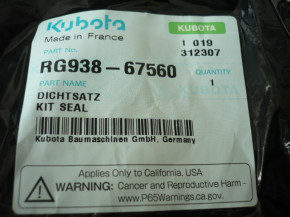 Kubota
KUBOTA
Made in France
1 019
312307
PART NO.
RG938-67560
QUANTITY
1
PART NAME
DICHTSATZ
KIT SEAL
Kubota Baumaschinen GmbH, Germany
Applies Only to California, USA
WARNING: Cancer and Reproductive Harm -
www.P65Warnings.ca.gov.